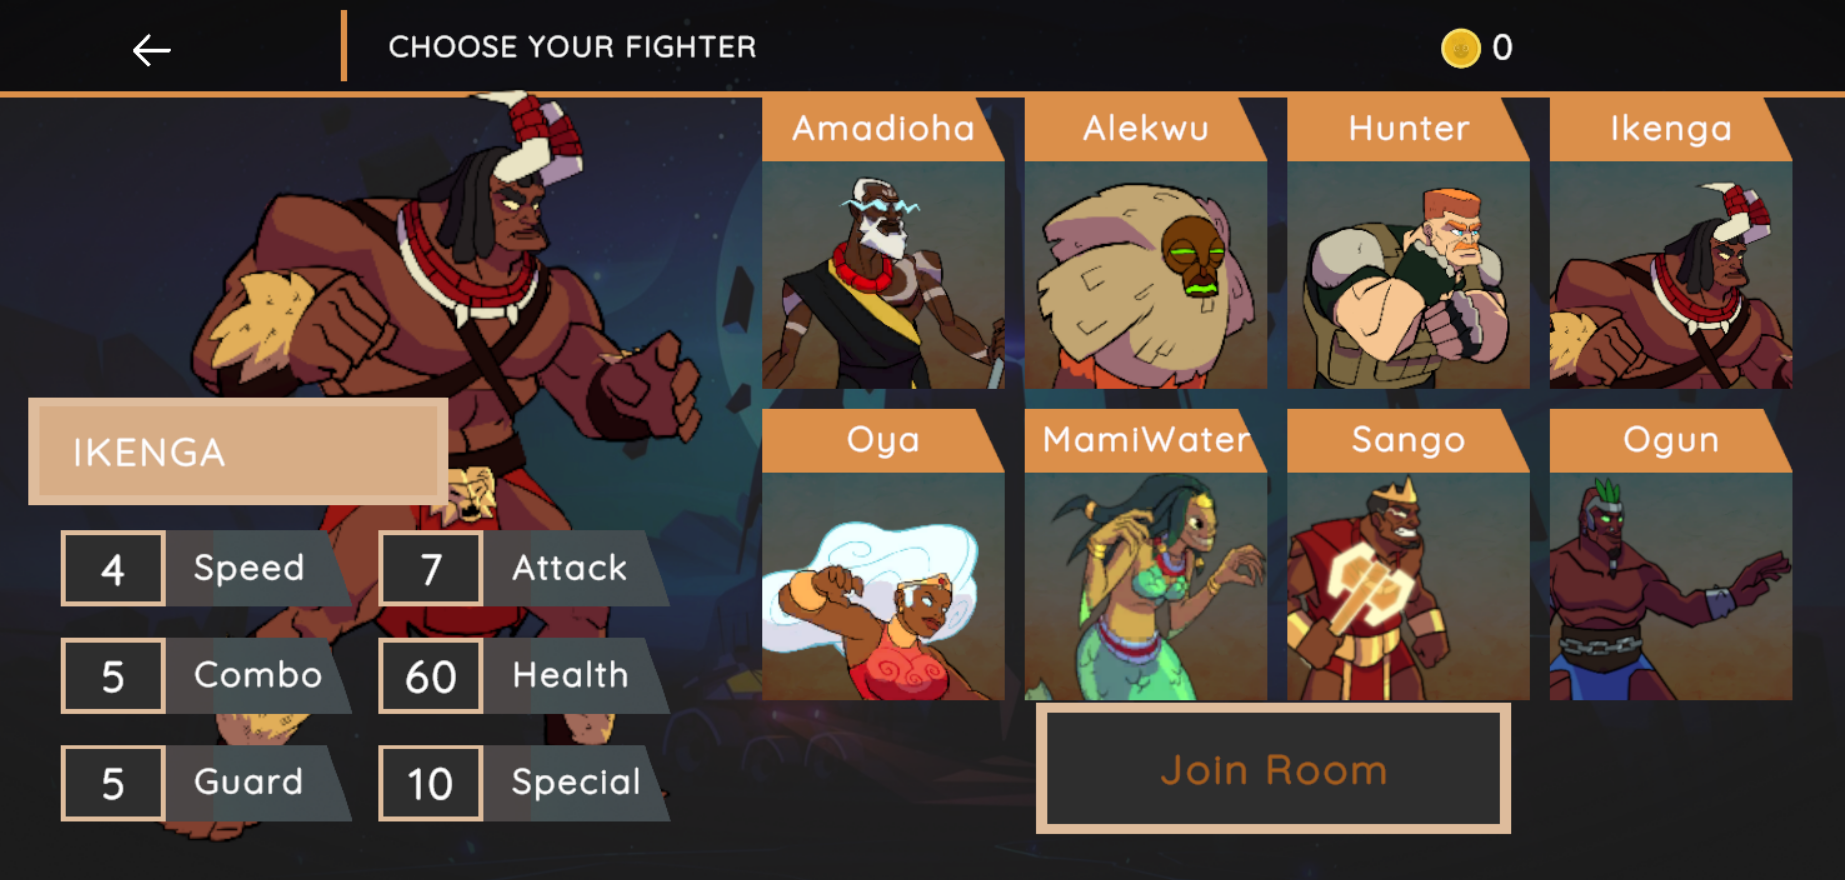 CHOOSE YOUR FIGHTER
0
Amadioha
Alekwu
Hunter
Ikenga
Oya
MamiWater
Sango
Ogun
IKENGA
4 Speed
7 Attack
5 Combo
60 Health
5 Guard
10 Special
Join Room